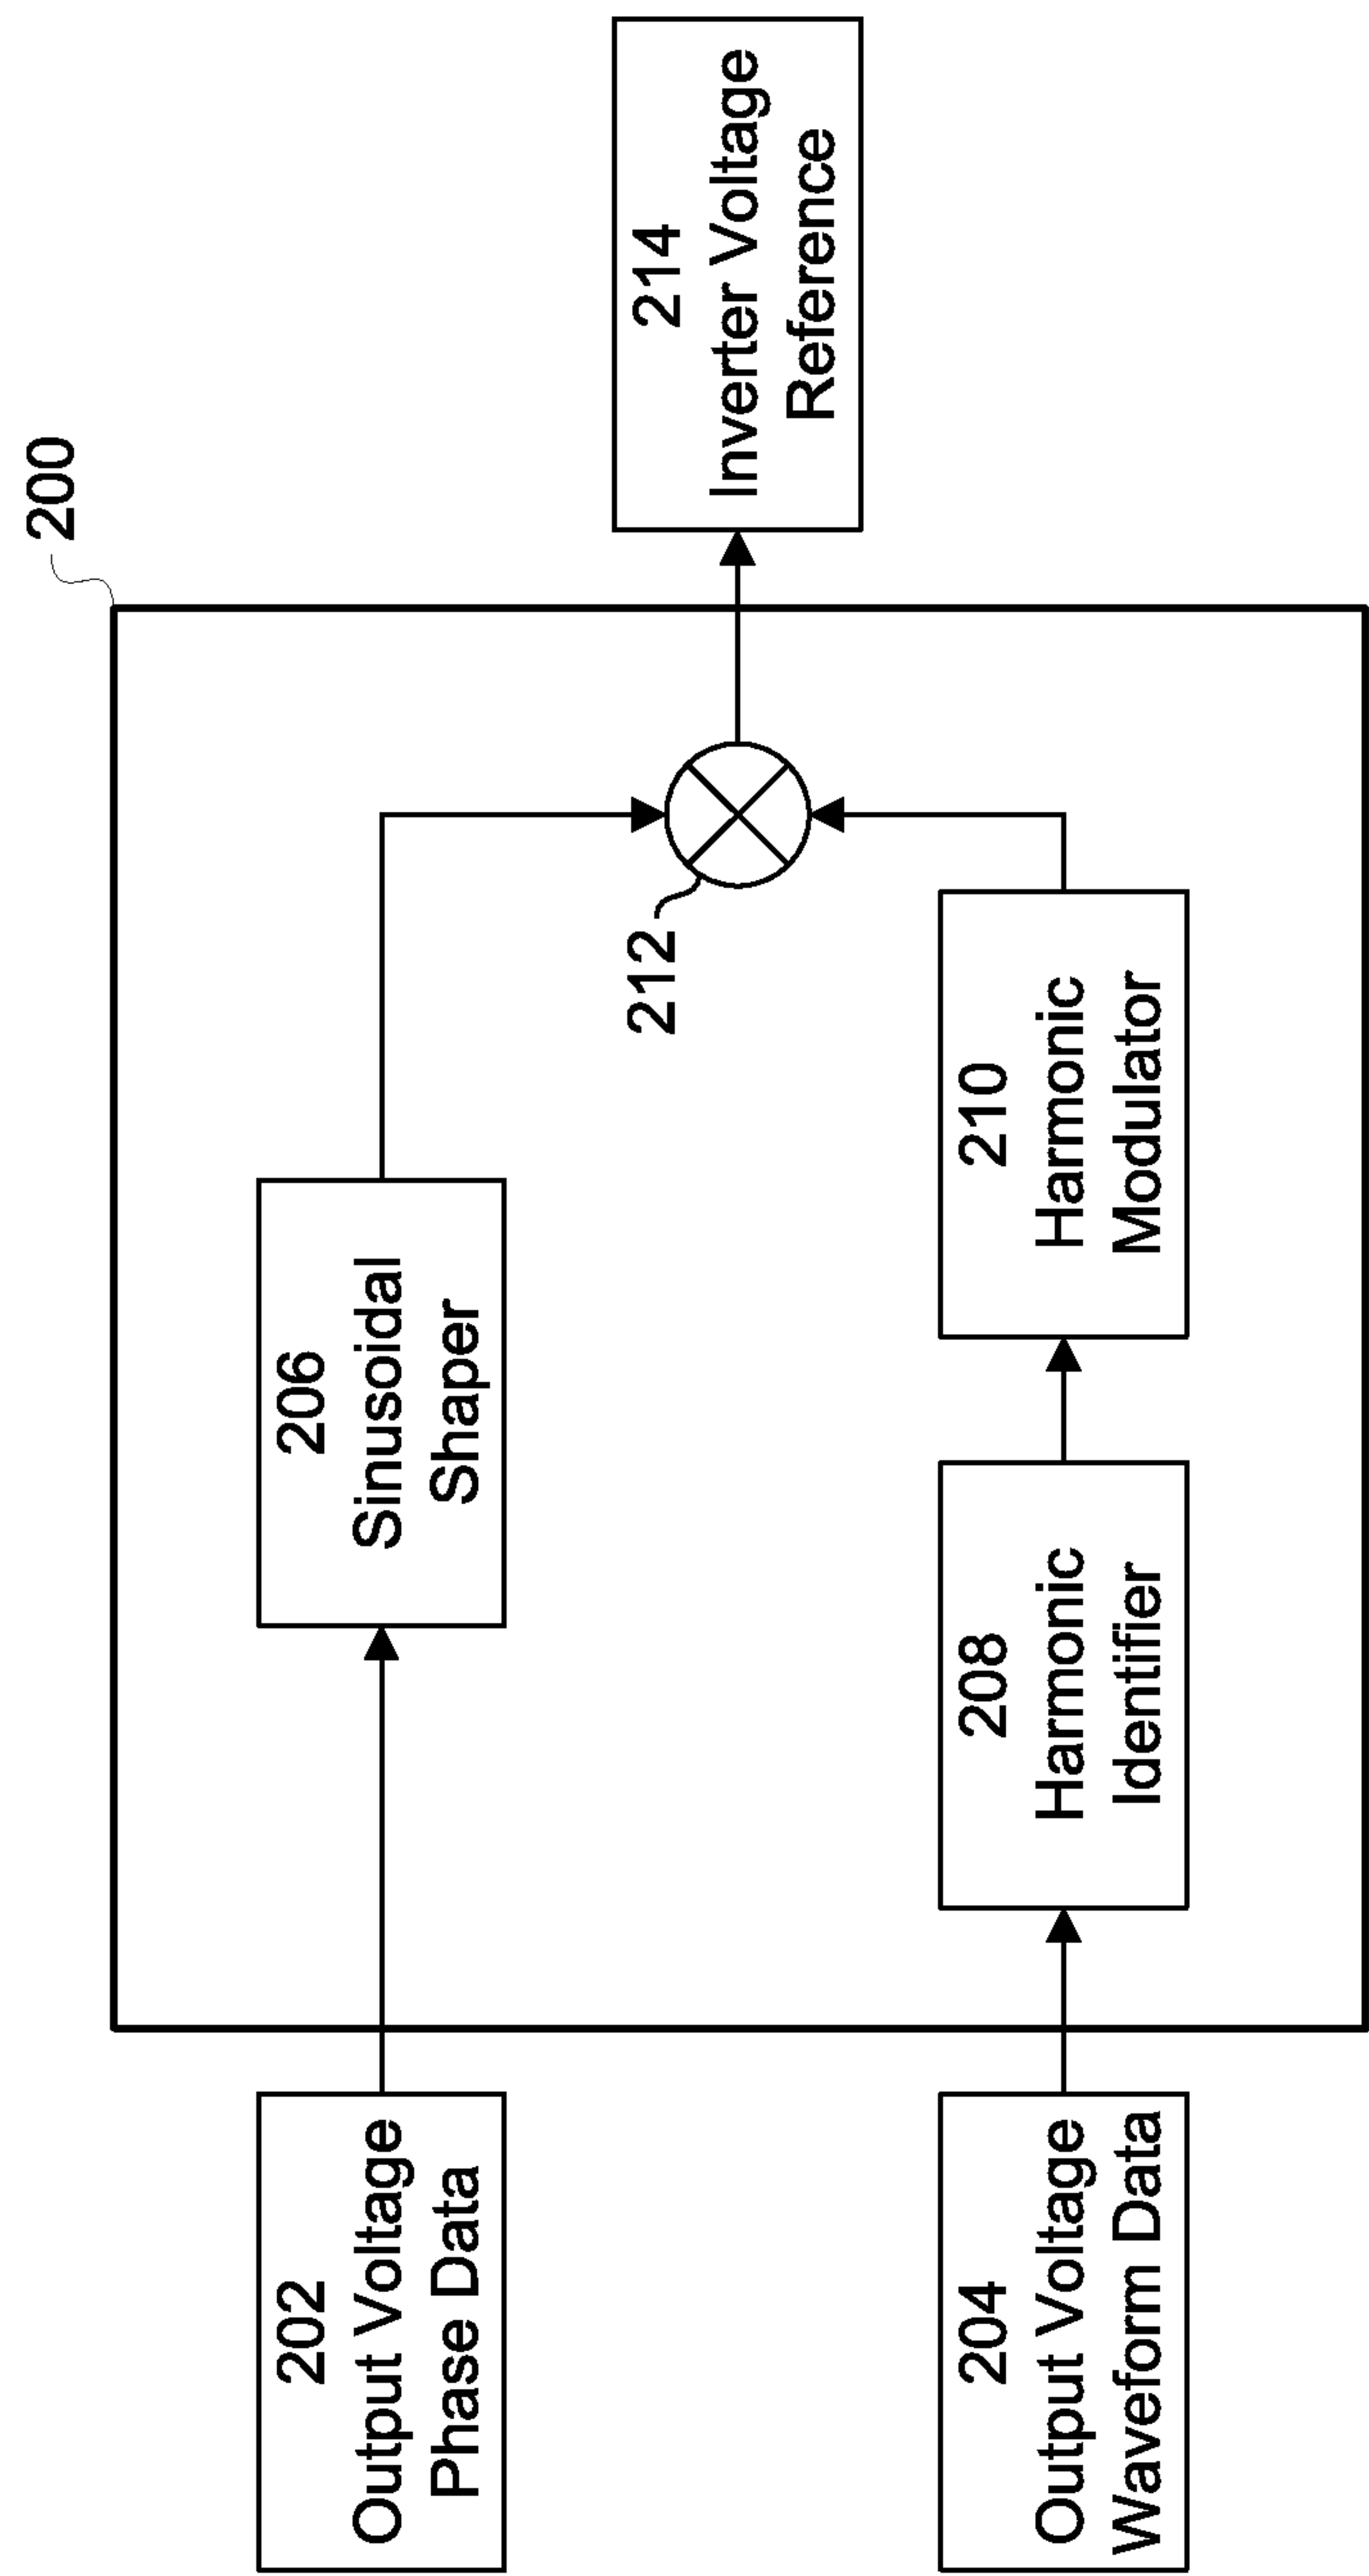 200
202
Output Voltage
Phase Data
206
Sinusoidal
Shaper
212
214
Inverter Voltage
Reference
204
Output Voltage
Waveform Data
208
Harmonic
Identifier
210
Harmonic
Modulator